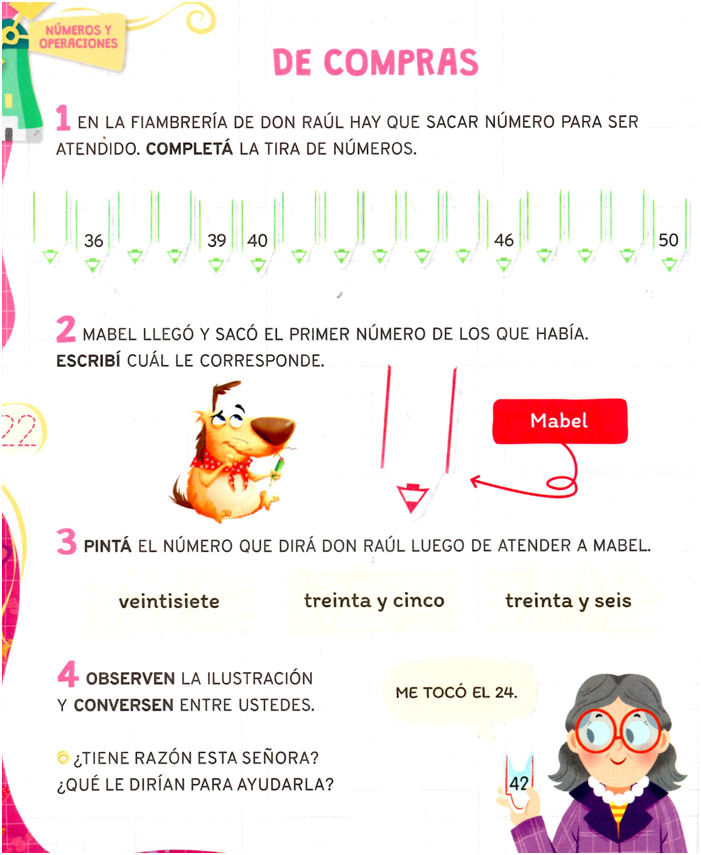 NÚMEROS Y
OPERACIONES
DE COMPRAS
1 EN LA FIAMBRERÍA DE DON RAÚL HAY QUE SACAR NÚMERO PARA SER
ATENDIDO. COMPLETÁ LA TIRA DE NÚMEROS.
36 39 40 46 50
2 MABEL LLEGÓ Y SACÓ EL PRIMER NÚMERO DE LOS QUE HABÍA.
ESCRIBÍ CUÁL LE CORRESPONDE.
Mabel
22
3 PINTÁ EL NÚMERO QUE DIRÁ DON RAÚL LUEGO DE ATENDER A MABEL.
veintisiete treinta y cinco treinta y seis
4 OBSERVEN LA ILUSTRACIÓN
Y CONVERSEN ENTRE USTEDES.
ME TOCÓ EL 24.
¿TIENE RAZÓN ESTA SEÑORA?
¿QUÉ LE DIRÍAN PARA AYUDARLA?
42